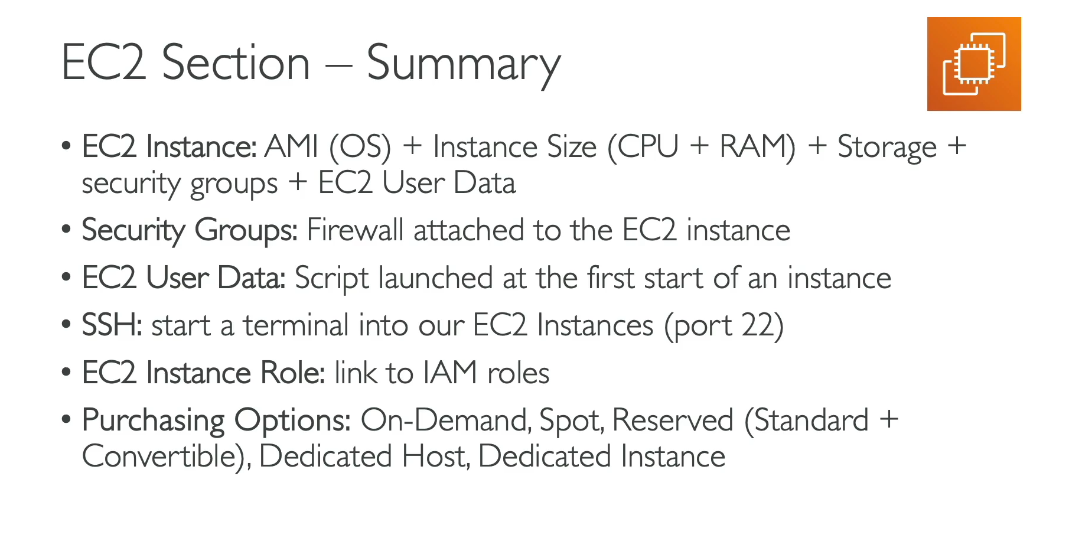 EC2 Section – Summary
• EC2 Instance: AMI (OS) + Instance Size (CPU + RAM) + Storage +
security groups + EC2 User Data
• Security Groups: Firewall attached to the EC2 instance
• EC2 User Data: Script launched at the first start of an instance
• SSH: start a terminal into our EC2 Instances (port 22)
• EC2 Instance Role: link to IAM roles
• Purchasing Options: On-Demand, Spot, Reserved (Standard +
Convertible), Dedicated Host, Dedicated Instance